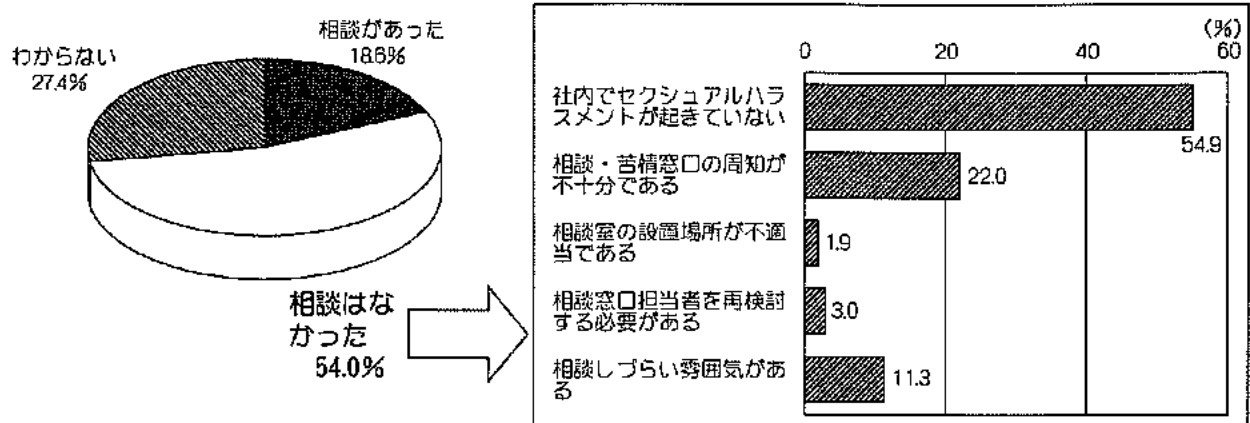 相談があった
18.6%
わからない
27.4%
相談はな
かった
54.0%
(%)
0 20 40 60
社内でセクシュアルハラ
スメントが起きていない
54.9
相談・苦情窓口の周知が
不十分である
22.0
相談室の設置場所が不適
当である
1.9
相談窓口担当者を再検討
する必要がある
3.0
相談しづらい雰囲気があ
る
11.3